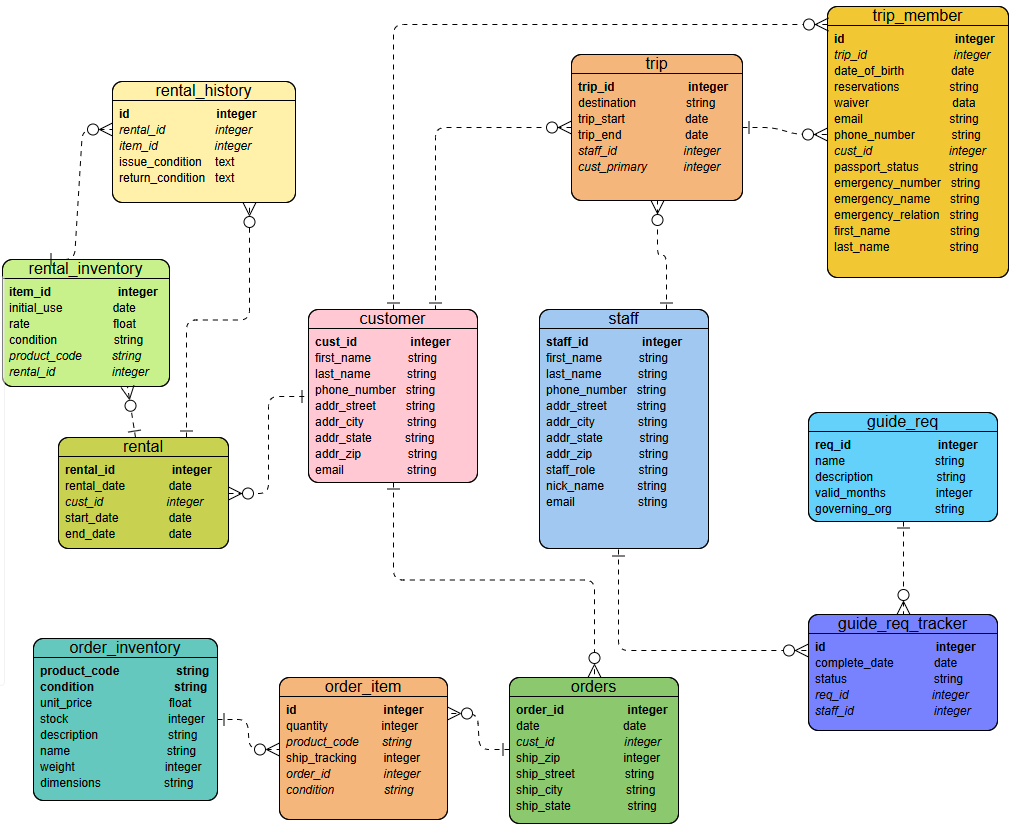 trip_member
id integer
trip_id integer
date_of_birth date
reservations string
waiver data
email string
phone_number string
cust_id integer
passport_status string
emergency_number string
emergency_name string
emergency_relation string
first_name string
last_name string
trip
trip_id integer
destination string
trip_start date
trip_end date
staff_id integer
cust_primary integer
rental_history
id integer
rental_id integer
item_id integer
issue_condition text
return_condition text
rental_inventory
item_id integer
initial_use date
rate float
condition string
product_code string
rental_id integer
customer
cust_id integer
first_name string
last_name string
phone_number string
addr_street string
addr_city string
addr_state string
addr_zip string
email string
staff
staff_id integer
first_name string
last_name string
phone_number string
addr_street string
addr_city string
addr_state string
addr_zip string
staff_role string
nick_name string
email string
guide_req
req_id integer
name string
description string
valid_months integer
governing_org string
rental
rental_id integer
rental_date date
cust_id integer
start_date date
end_date date
guide_req_tracker
id integer
complete_date date
status string
req_id integer
staff_id integer
order_inventory
product_code string
condition string
unit_price float
stock integer
description string
name string
weight integer
dimensions string
order_item
id integer
quantity integer
product_code string
ship_tracking integer
order_id integer
condition string
orders
order_id integer
date date
cust_id integer
ship_zip integer
ship_street string
ship_city string
ship_state string